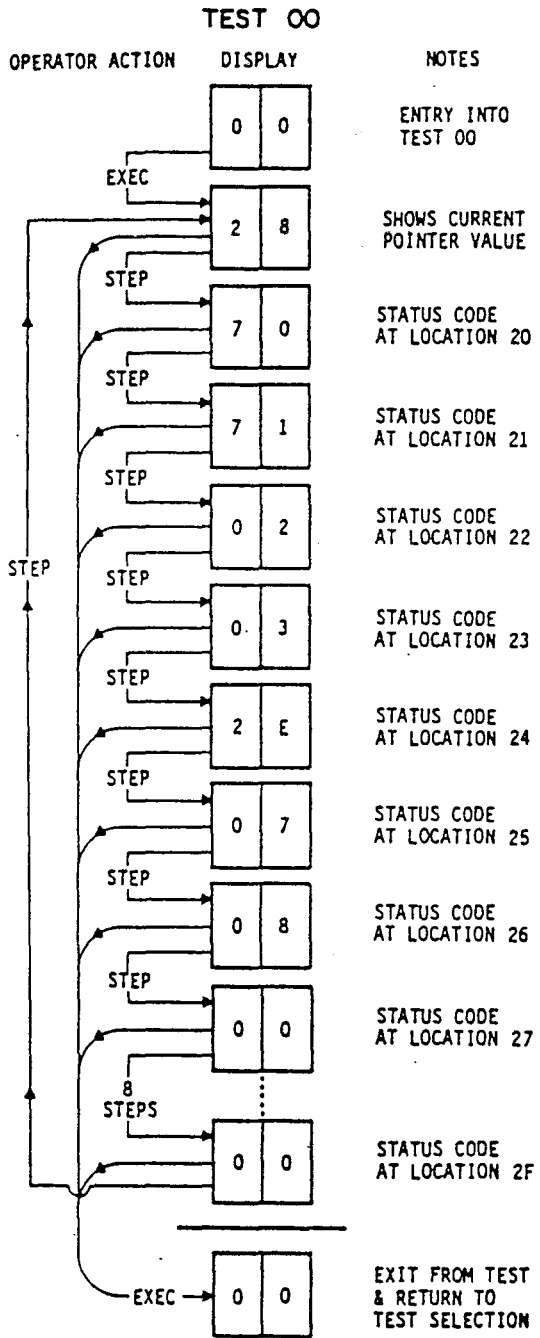 TEST 00
OPERATOR ACTION DISPLAY NOTES
0 0
ENTRY INTO
TEST 00
EXEC
2 8
SHOWS CURRENT
POINTER VALUE
STEP
7 0
STATUS CODE
AT LOCATION 20
STEP
7 1
STATUS CODE
AT LOCATION 21
STEP
0 2
STATUS CODE
AT LOCATION 22
STEP
STEP
0 3
STATUS CODE
AT LOCATION 23
STEP
2 E
STATUS CODE
AT LOCATION 24
STEP
0 7
STATUS CODE
AT LOCATION 25
STEP
0 8
STATUS CODE
AT LOCATION 26
STEP
0 0
STATUS CODE
AT LOCATION 27
8
STEPS
0 0
STATUS CODE
AT LOCATION 2F
EXEC
0 0
EXIT FROM TEST
& RETURN TO
TEST SELECTION